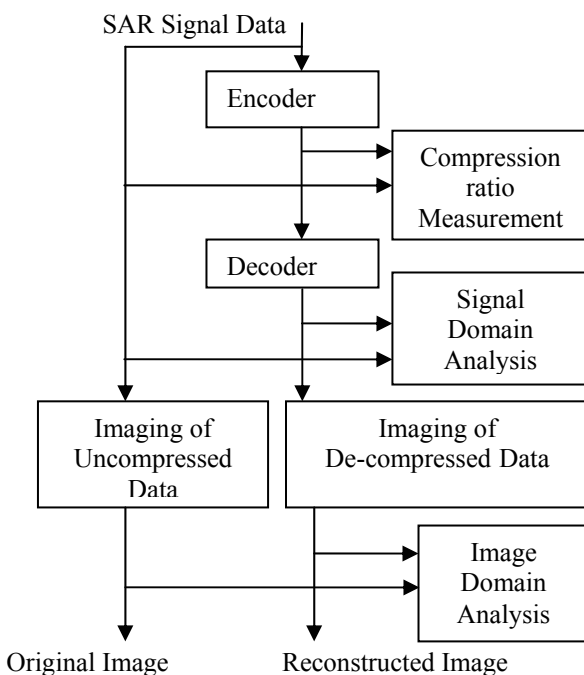 SAR Signal Data
Encoder
Compression
ratio
Measurement
Decoder
Signal
Domain
Analysis
Imaging of
Uncompressed
Data
Imaging of
De-compressed Data
Image
Domain
Analysis
Original Image
Reconstructed Image